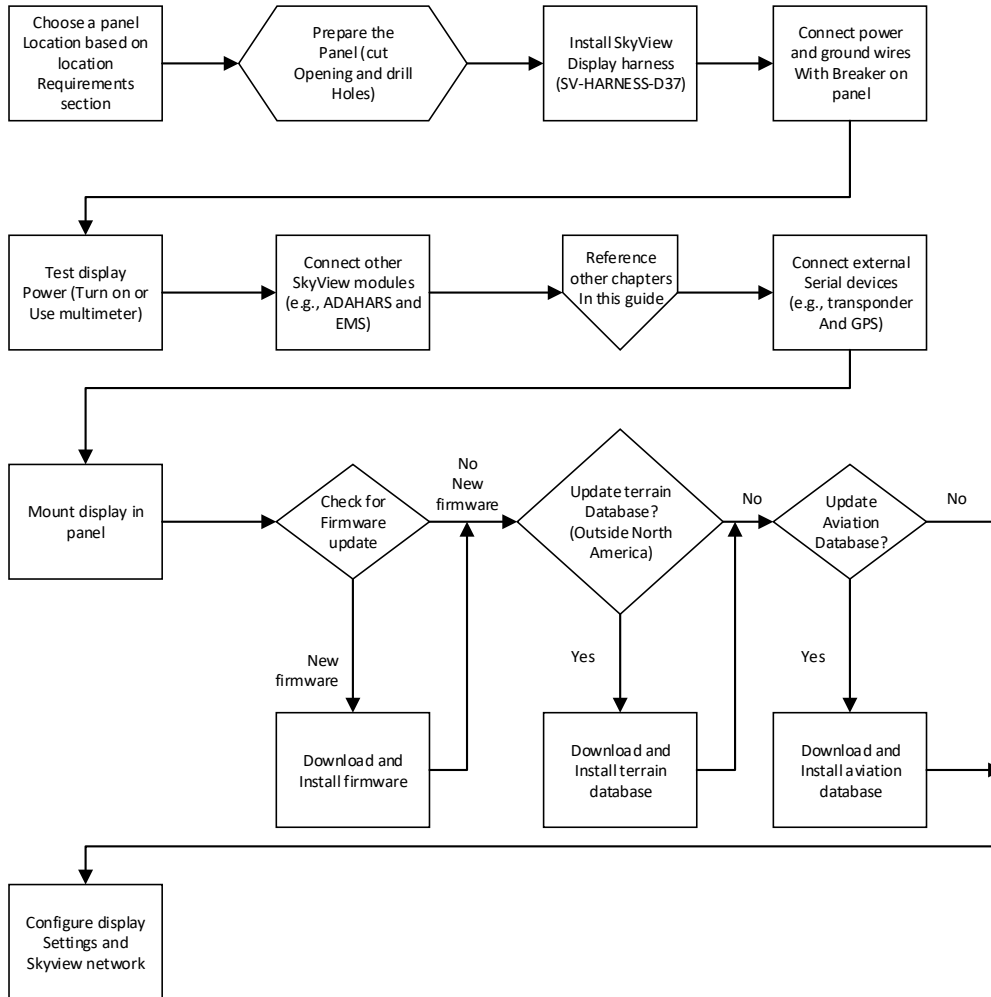 Choose a panel
Location based on
location
Requirements
section
Prepare the
Panel (cut
Opening and drill
Holes)
Install SkyView
Display harness
(SV-HARNESS-D37)
Connect power
and ground wires
With Breaker on
panel
Test display
Power (Turn on or
Use multimeter)
Connect other
SkyView modules
(e.g., ADAHARS and
EMS)
Reference
other chapters
In this guide
Connect external
Serial devices
(e.g., transponder
And GPS)
Mount display in
panel
Check for
Firmware
update
No
New
firmware
Update terrain
Database?
(Outside North
America)
No
Update
Aviation
Database?
No
New
firmware
Yes
Yes
Download and
Install firmware
Download and
Install terrain
database
Download and
Install aviation
database
Configure display
Settings and
Skyview network